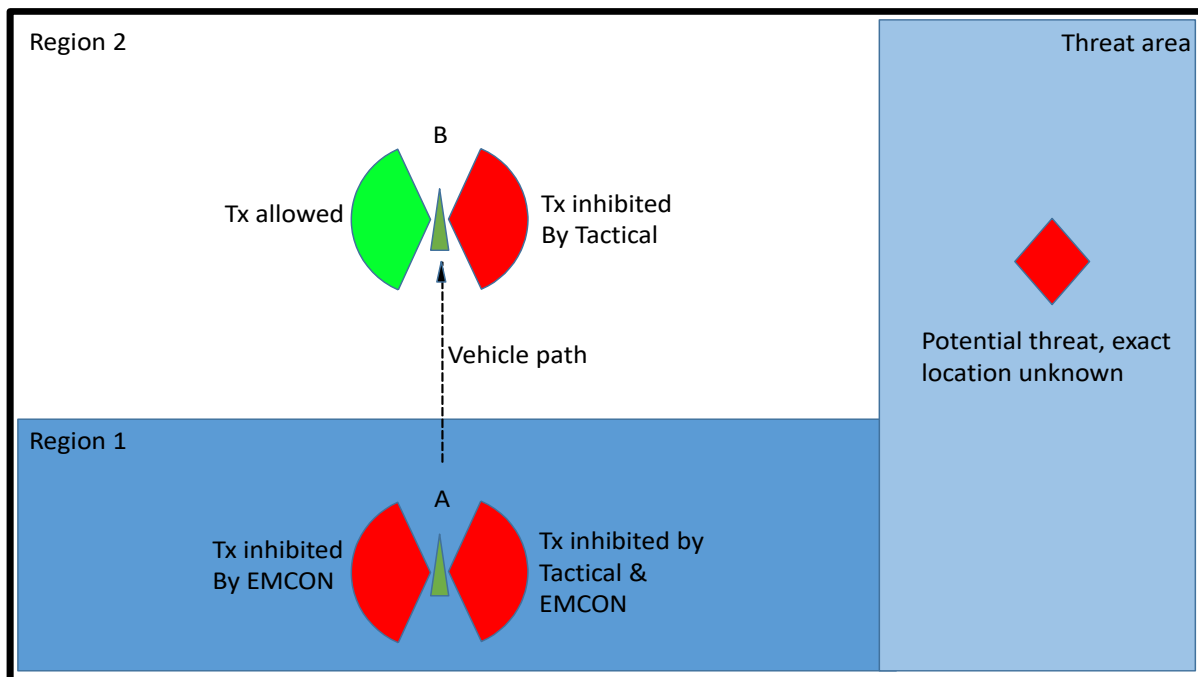 Region 2
Threat area
B
Tx allowed
Tx inhibited
By Tactical
Vehicle path
Potential threat, exact
location unknown
Region 1
A
Tx inhibited
By EMCON
Tx inhibited by
Tactical &
EMCON